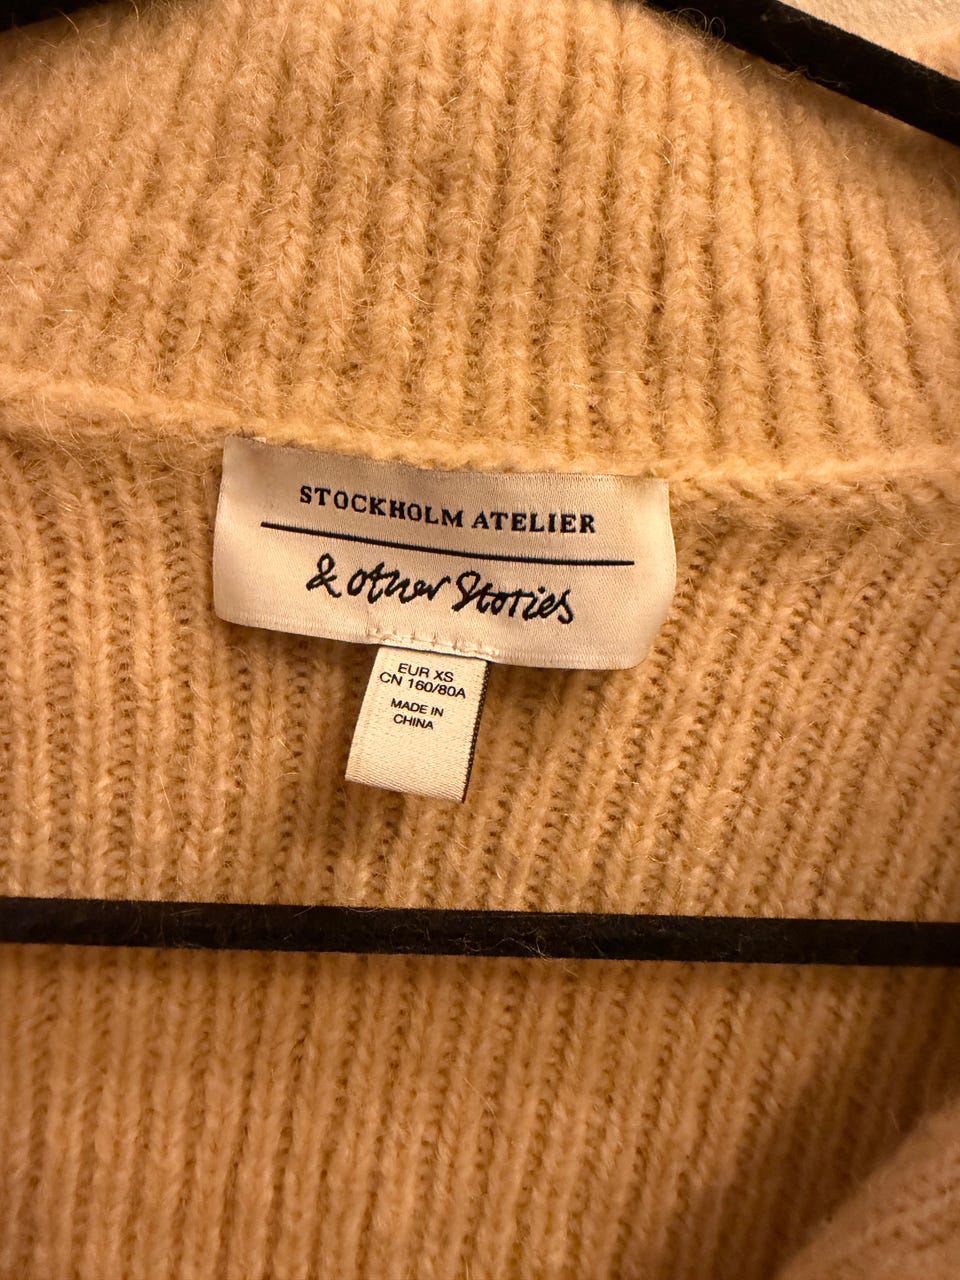 STOCKHOLM ATELIER
& other Stories
EUR XS
CN 160/80A
MADE IN
CHINA